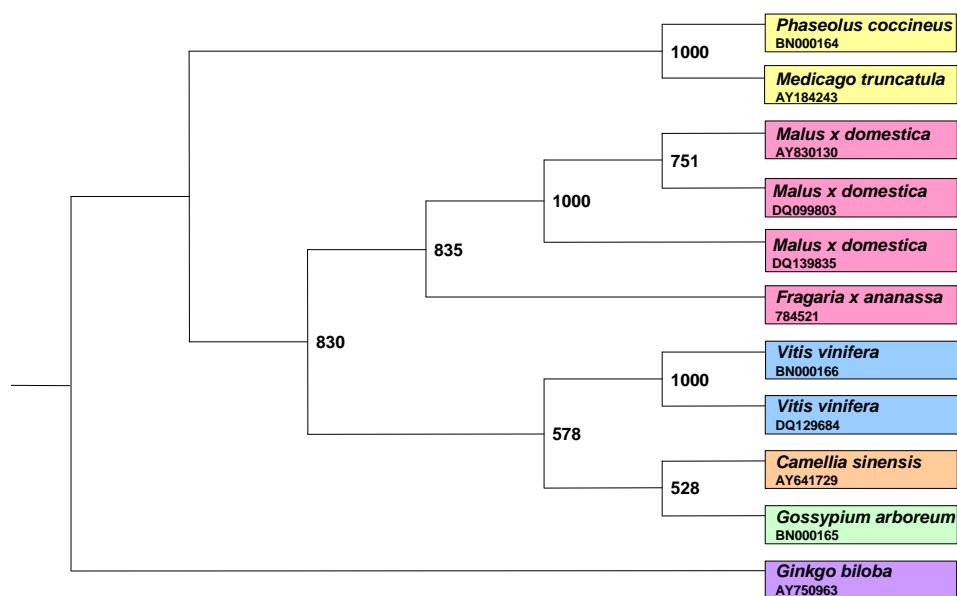 Phaseolus coccineus
BN000164
1000
Medicago truncatula
AY184243
Malus x domestica
AY830130
751
Malus x domestica
DQ099803
1000
Malus x domestica
DQ139835
835
Fragaria x ananassa
784521
830
Vitis vinifera
BN000166
1000
Vitis vinifera
DQ129684
578
Camellia sinensis
AY641729
528
Gossypium arboreum
BN000165
Ginkgo biloba
AY750963